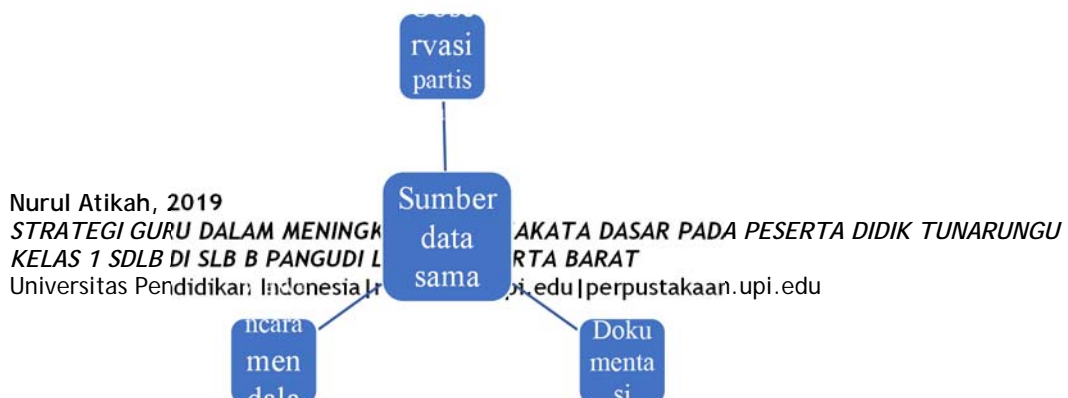 rvasi
partis
Sumber
data
sama
Nurul Atikah, 2019
STRATEGI GURU DALAM MENINGK AKATA DASAR PADA PESERTA DIDIK TUNARUNGU
KELAS 1 SDLB DI SLB B PANGUDI L RTA BARAT
Universitas Pendidikan Indonesia | r pi.edu | perpustakaan.upi.edu
ncara
men
dala
Doku
menta
si